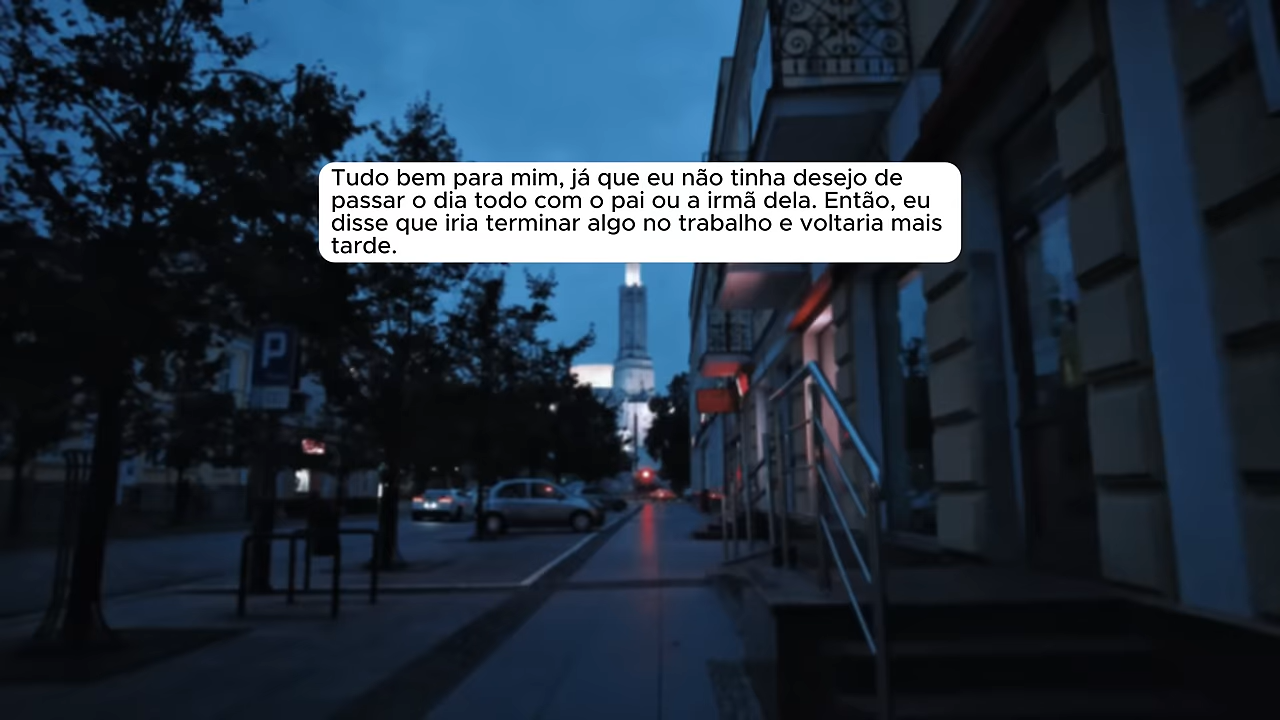 Tudo bem para mim, já que eu não tinha desejo de
passar o dia todo com o pai ou a irmã dela. Então, eu
disse que iria terminar algo no trabalho e voltaria mais
tarde.
P